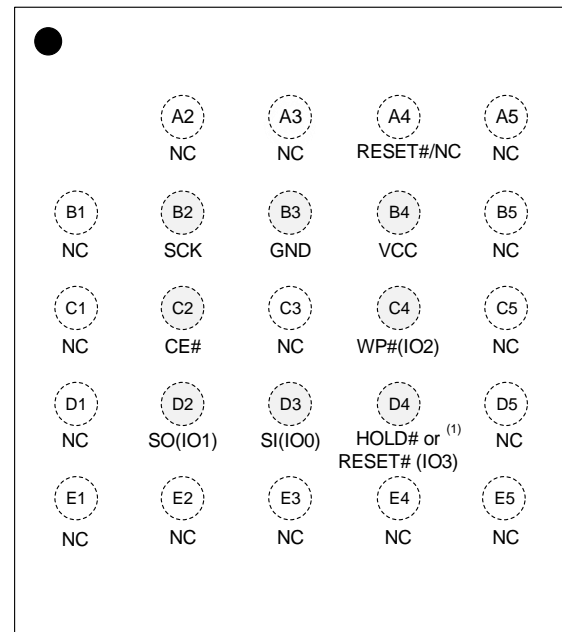 A2 A3 A4 A5
NC NC RESET#/NC NC
B1 B2 B3 B4 B5
NC SCK GND VCC NC
C1 C2 C3 C4 C5
NC CE# NC WP#(IO2) NC
D1 D2 D3 D4 D5
NC SO(IO1) SI(IO0) HOLD# or (1) NC
RESET# (IO3)
E1 E2 E3 E4 E5
NC NC NC NC NC